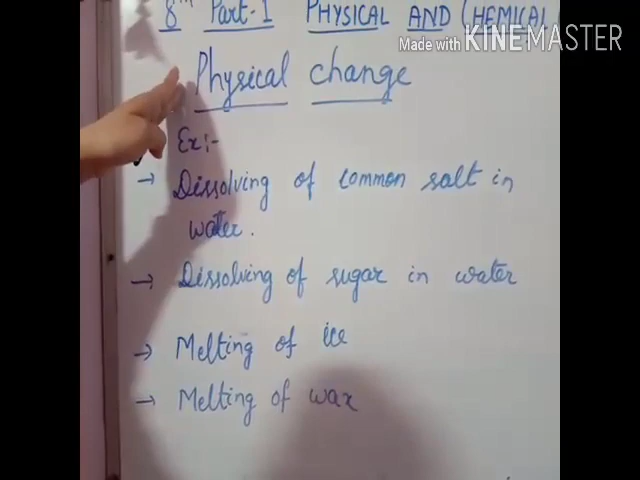 8th Part-1 PHYSICAL AND CHEMICAL
Made with KINEMASTER
Physical change
Ex:-
→ Dissolving of common salt in
water.
→ Dissolving of sugar in water
→ Melting of ice
→ Melting of wax